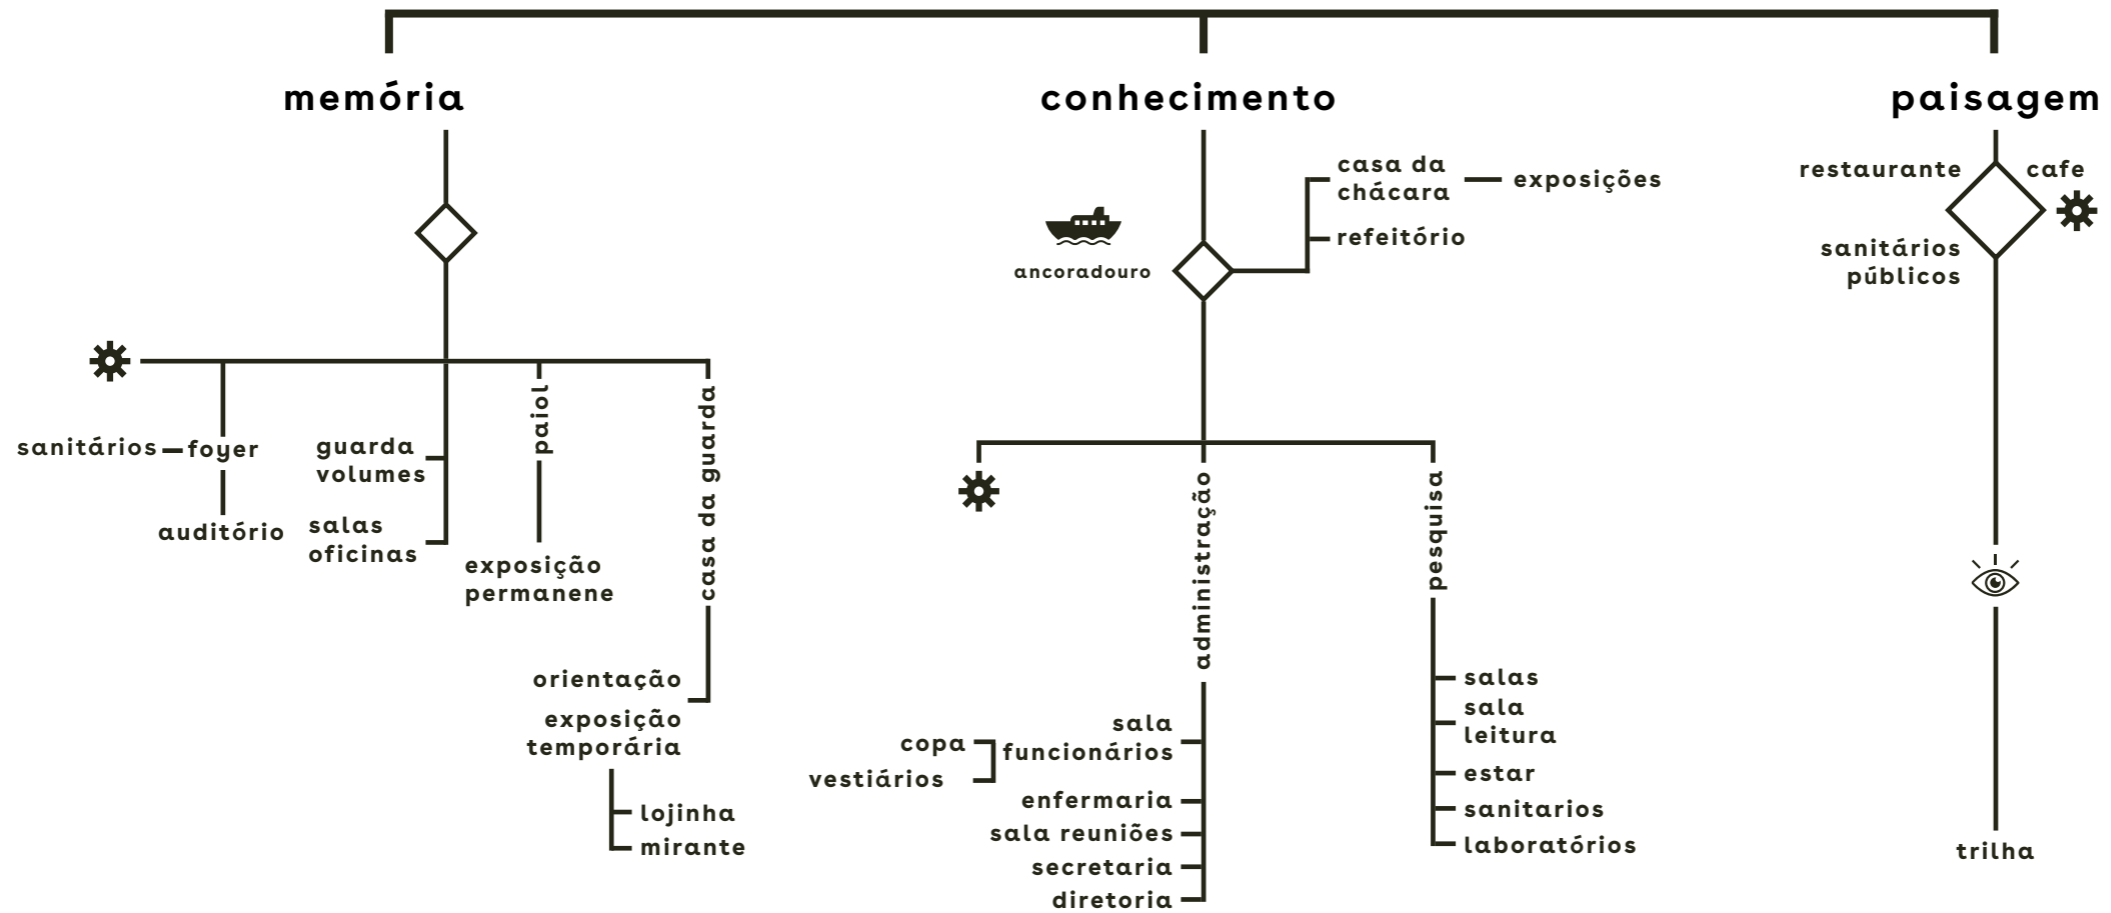 memória
conhecimento
paisagem
casa da
chácara
exposições
refeitório
ancoradouro
restaurante
cafe
sanitários
públicos
sanitários
foyer
auditório
guarda
volumes
salas
oficinas
paiol
exposição
permanene
casa da guarda
orientação
exposição
temporária
lojinha
mirante
administração
sala
funcionários
copa
vestiários
enfermaria
sala reuniões
secretaria
diretoria
pesquisa
salas
sala
leitura
estar
sanitarios
laboratórios
trilha